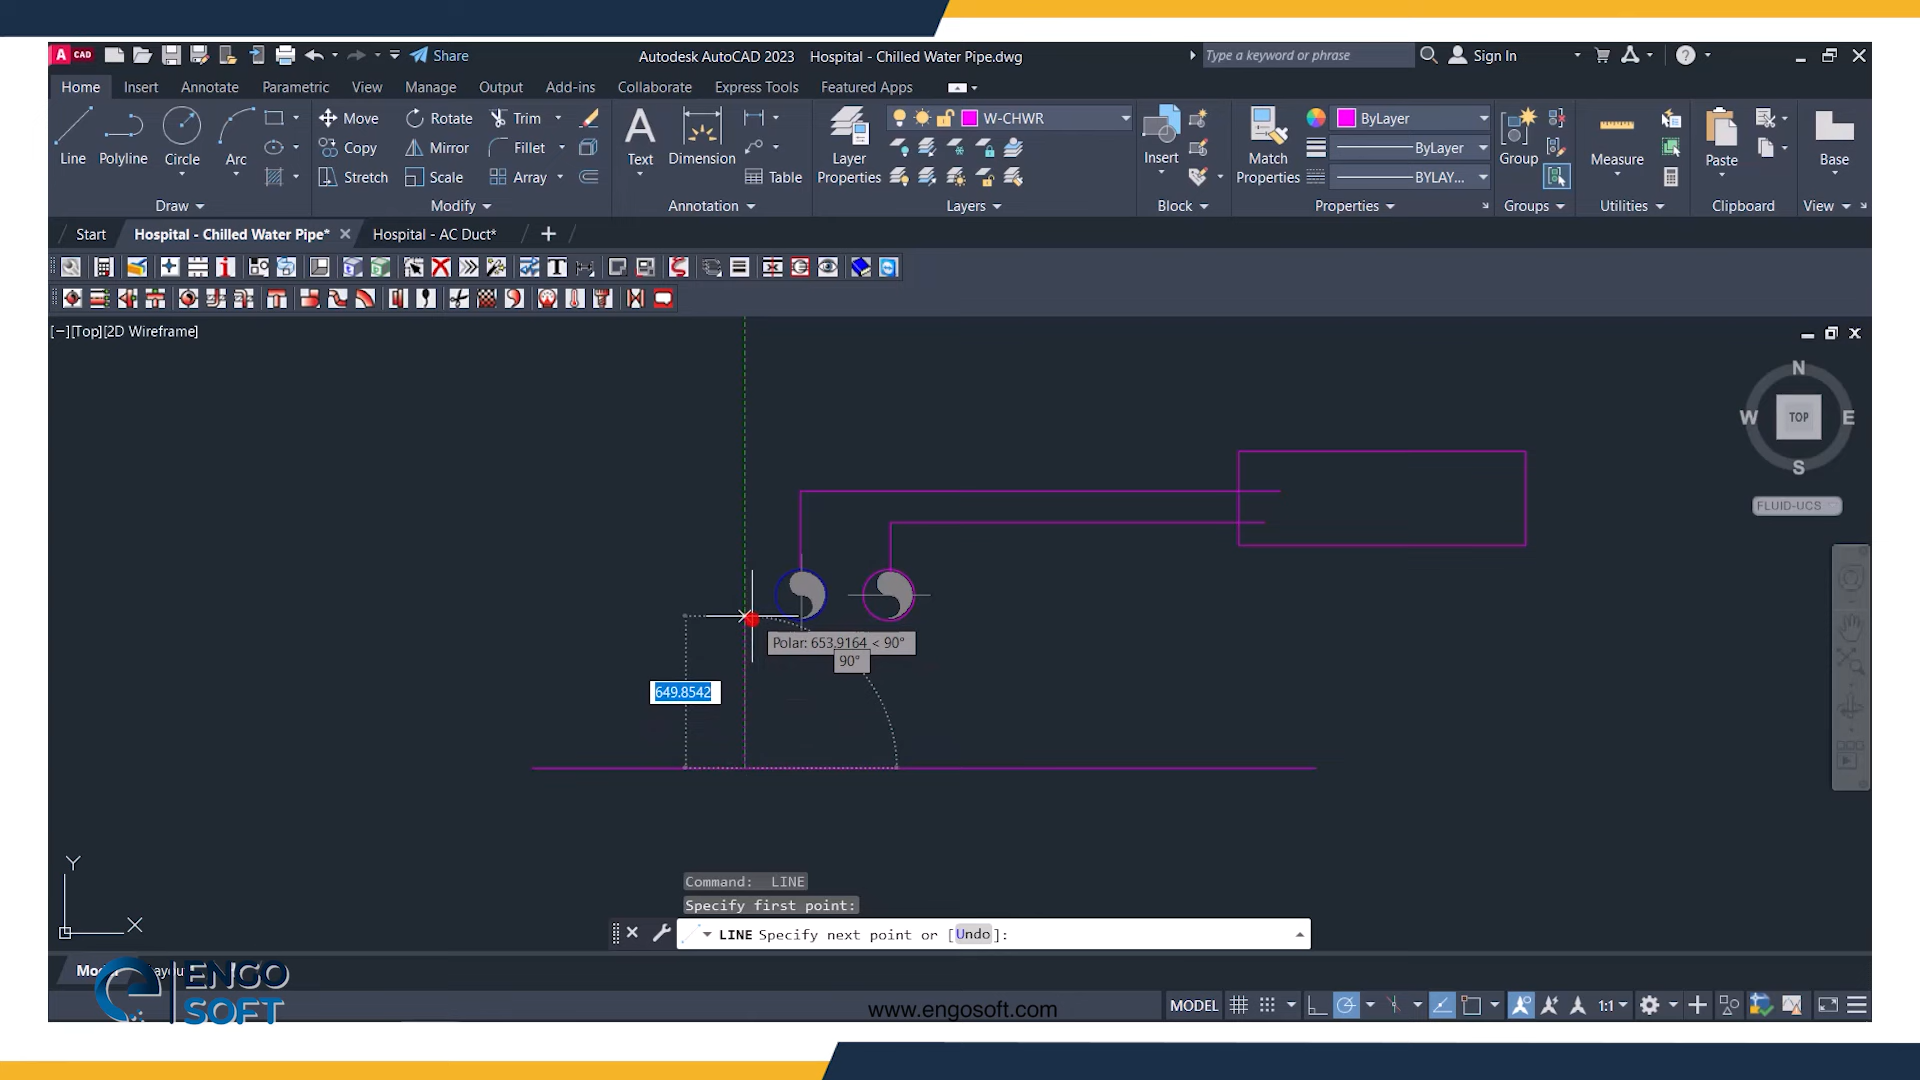 A CAD
Share
Autodesk AutoCAD 2023 Hospital - Chilled Water Pipe.dwg
Type a keyword or phrase
Sign In
Home Insert Annotate Parametric View Manage Output Add-ins Collaborate Express Tools Featured Apps
Line Polyline Circle Arc
Move Rotate Trim
Copy Mirror Fillet
Stretch Scale Array
Text Dimension Table
Layer Properties
W-CHWR
Insert
Match Properties
ByLayer
ByLayer
BYLAY...
Group
Measure
Paste
Base
Draw Modify Annotation Layers Block Properties Groups Utilities Clipboard View
Start Hospital - Chilled Water Pipe* Hospital - AC Duct*
[−][Top][2D Wireframe]
N
W TOP E
S
FLUID-UCS
Polar: 653.9164 < 90°
90°
649.8542
Y
X
Command: LINE
Specify first point:
LINE Specify next point or [Undo]:
ENGO
SOFT
www.engosoft.com
MODEL
1:1